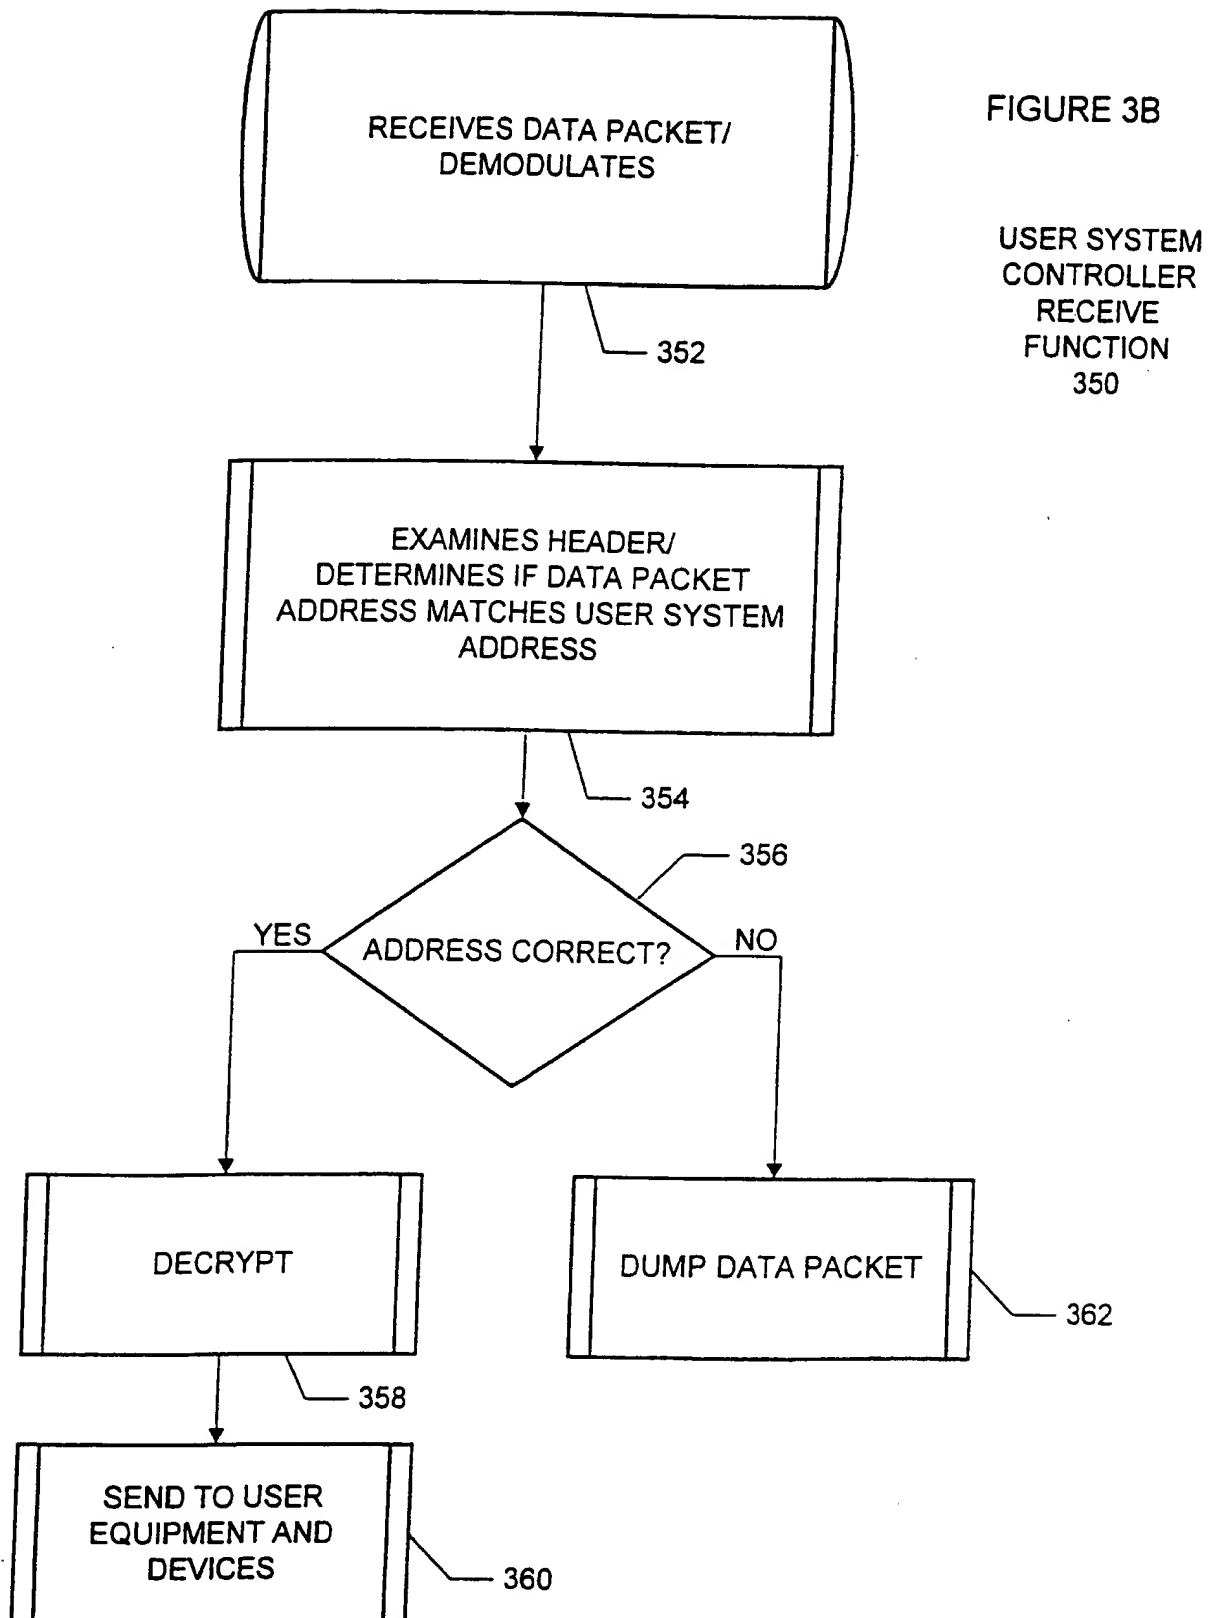 RECEIVES DATA PACKET/
DEMODULATES
FIGURE 3B
USER SYSTEM
CONTROLLER
RECEIVE
FUNCTION
350
352
EXAMINES HEADER/
DETERMINES IF DATA PACKET
ADDRESS MATCHES USER SYSTEM
ADDRESS
354
356
YES
ADDRESS CORRECT?
NO
DECRYPT
DUMP DATA PACKET
362
358
SEND TO USER
EQUIPMENT AND
DEVICES
360